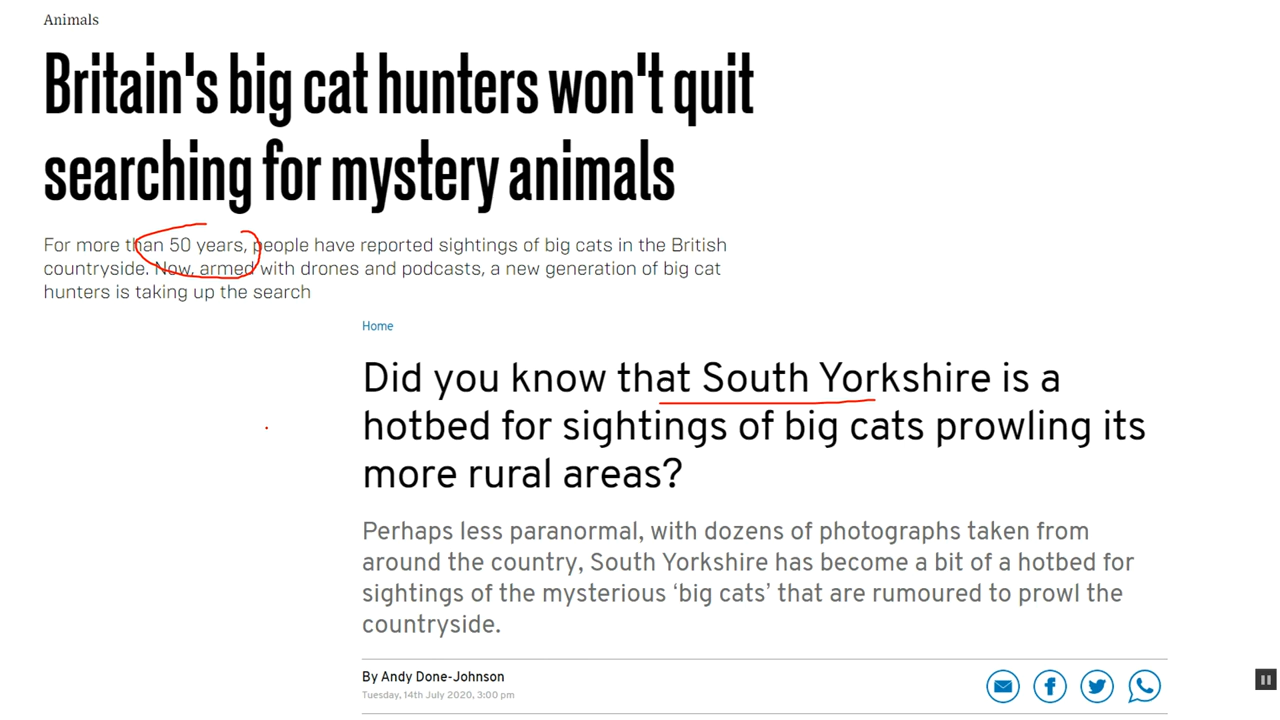 Animals
Britain's big cat hunters won't quit
searching for mystery animals
For more than 50 years, people have reported sightings of big cats in the British
countryside. Now, armed with drones and podcasts, a new generation of big cat
hunters is taking up the search
Home
Did you know that South Yorkshire is a
hotbed for sightings of big cats prowling its
more rural areas?
Perhaps less paranormal, with dozens of photographs taken from
around the country, South Yorkshire has become a bit of a hotbed for
sightings of the mysterious ‘big cats’ that are rumoured to prowl the
countryside.
By Andy Done-Johnson
Tuesday, 14th July 2020, 3:00 pm